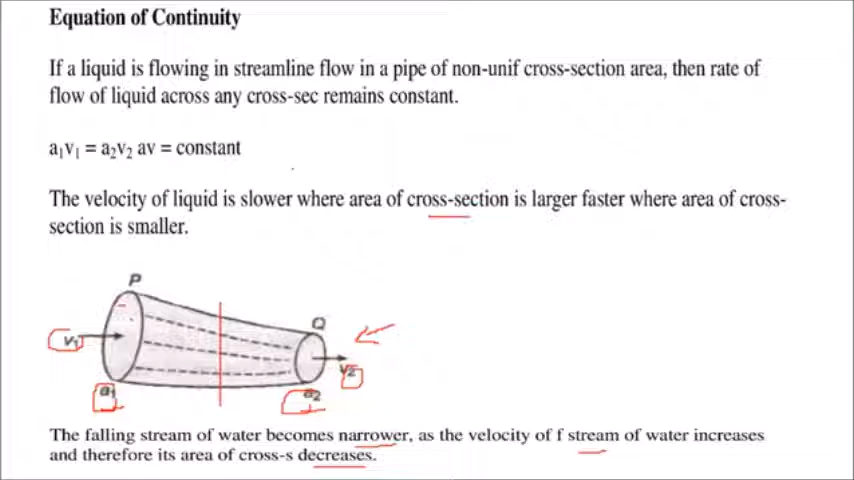 Equation of Continuity
If a liquid is flowing in streamline flow in a pipe of non-unif cross-section area, then rate of
flow of liquid across any cross-sec remains constant.
a₁v₁ = a₂v₂ av = constant
The velocity of liquid is slower where area of cross-section is larger faster where area of cross-
section is smaller.
P
Q
v₁
v₂
a₁
a₂
The falling stream of water becomes narrower, as the velocity of f stream of water increases
and therefore its area of cross-s decreases.